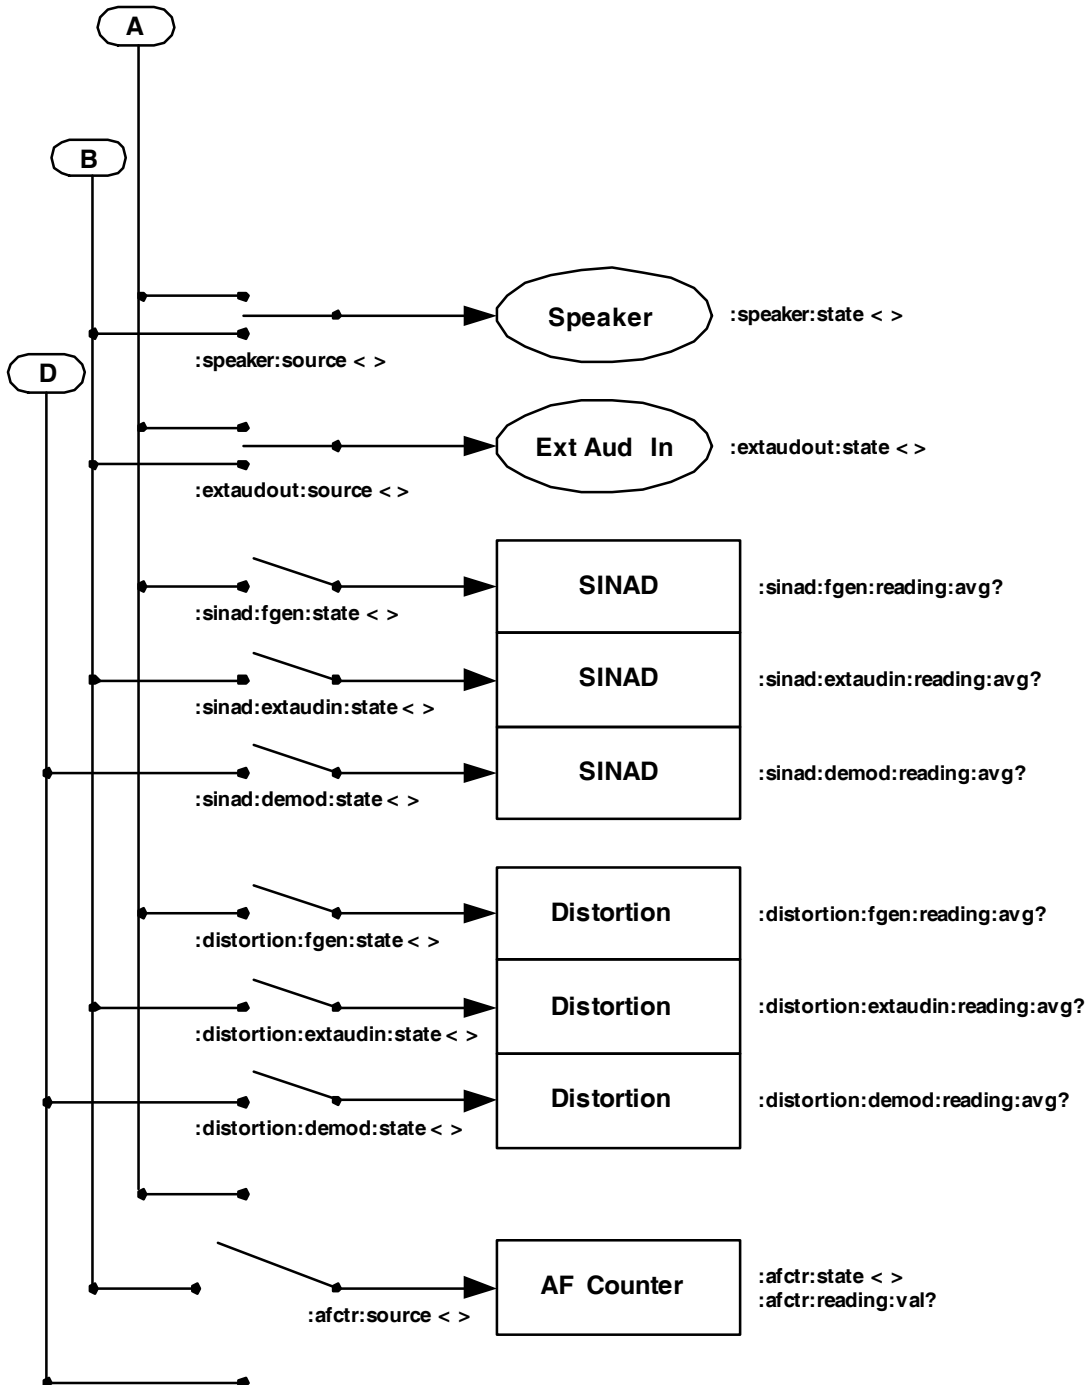 A
B
Speaker
:speaker:state < >
:speaker:source < >
D
Ext Aud In
:extaudout:state < >
:extaudout:source < >
SINAD
:sinad:fgen:reading:avg?
:sinad:fgen:state < >
SINAD
:sinad:extaudin:reading:avg?
:sinad:extaudin:state < >
SINAD
:sinad:demod:reading:avg?
:sinad:demod:state < >
Distortion
:distortion:fgen:reading:avg?
:distortion:fgen:state < >
Distortion
:distortion:extaudin:reading:avg?
:distortion:extaudin:state < >
Distortion
:distortion:demod:reading:avg?
:distortion:demod:state < >
AF Counter
:afctr:state < >
:afctr:reading:val?
:afctr:source < >